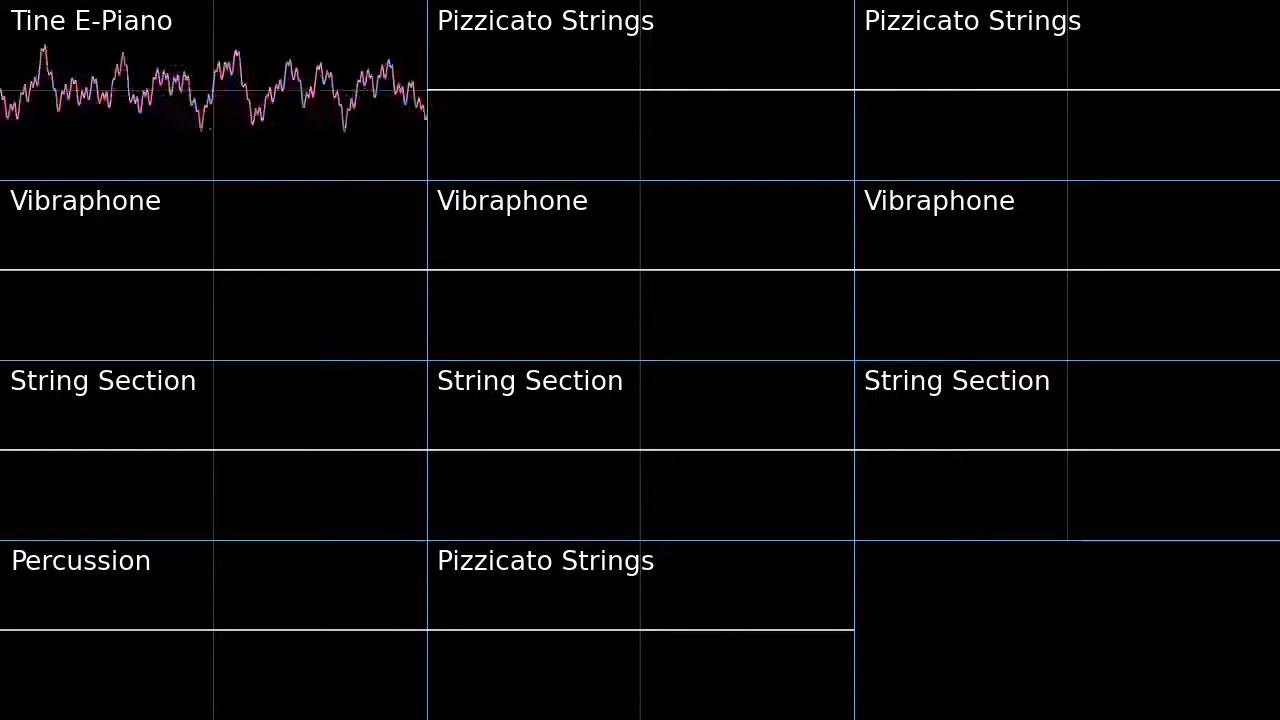 Tine E-Piano
Pizzicato Strings
Pizzicato Strings
Vibraphone
Vibraphone
Vibraphone
String Section
String Section
String Section
Percussion
Pizzicato Strings